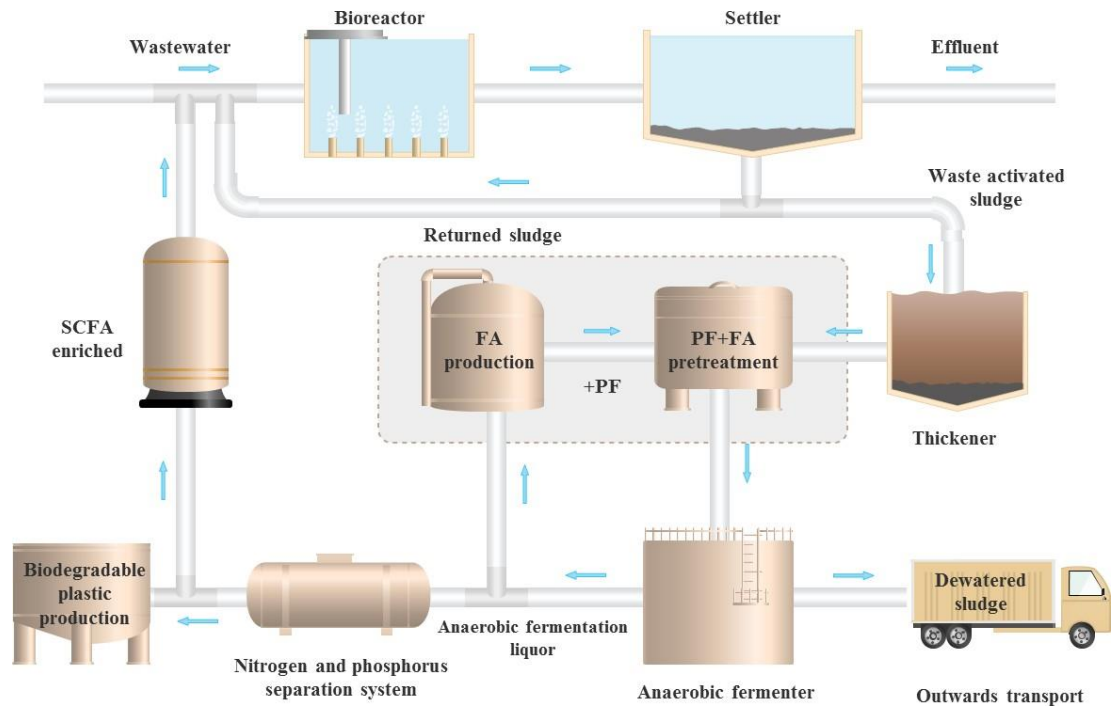 Bioreactor
Settler
Wastewater
Effluent
Waste activated
sludge
Returned sludge
SCFA
enriched
FA
production
+PF
PF+FA
pretreatment
Thickener
Biodegradable
plastic
production
Nitrogen and phosphorus
separation system
Anaerobic fermentation
liquor
Anaerobic fermenter
Dewatered
sludge
Outwards transport